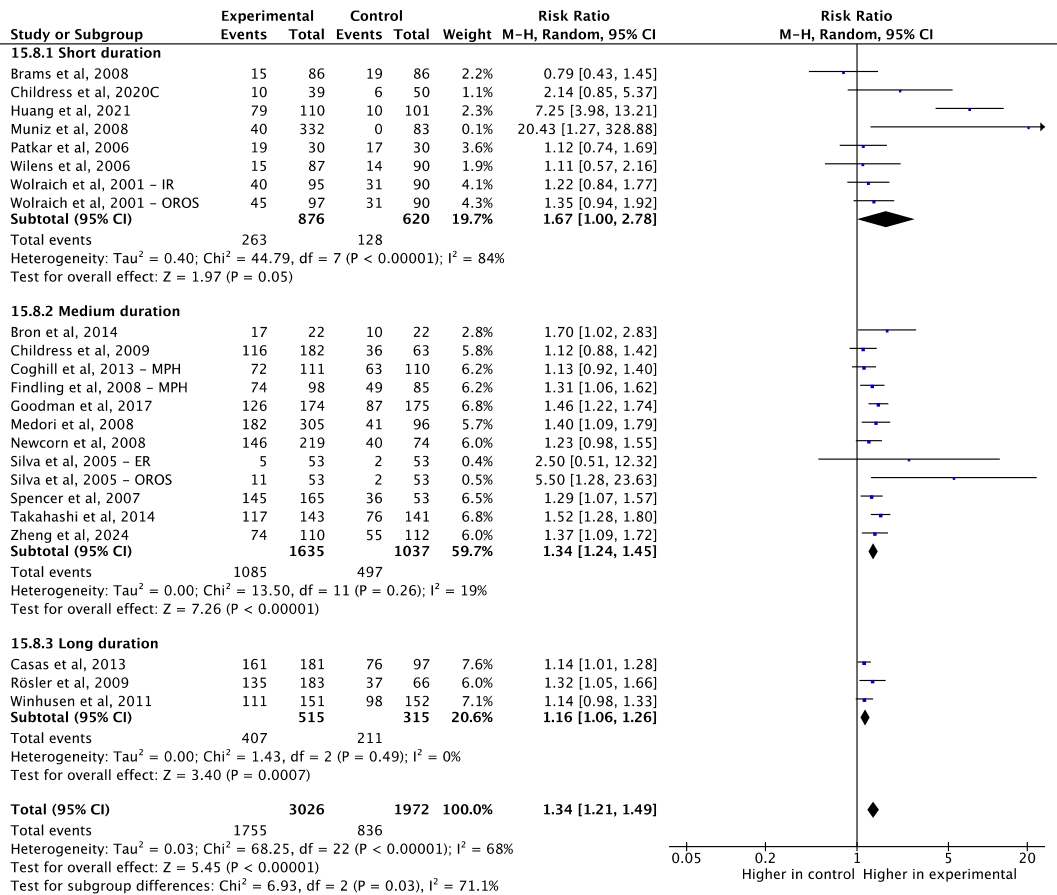 Experimental Control Risk Ratio Risk Ratio
Study or Subgroup Events Total Events Total Weight M-H, Random, 95% CI M-H, Random, 95% CI
15.8.1 Short duration
Brams et al, 2008 15 86 19 86 2.2% 0.79 [0.43, 1.45]
Childress et al, 2020C 10 39 6 50 1.1% 2.14 [0.85, 5.37]
Huang et al, 2021 79 110 10 101 2.3% 7.25 [3.98, 13.21]
Muniz et al, 2008 40 332 0 83 0.1% 20.43 [1.27, 328.88]
Patkar et al, 2006 19 30 17 30 3.6% 1.12 [0.74, 1.69]
Wilens et al, 2006 15 87 14 90 1.9% 1.11 [0.57, 2.16]
Wolraich et al, 2001 – IR 40 95 31 90 4.1% 1.22 [0.84, 1.77]
Wolraich et al, 2001 – OROS 45 97 31 90 4.3% 1.35 [0.94, 1.92]
Subtotal (95% CI) 876 620 19.7% 1.67 [1.00, 2.78]
Total events 263 128
Heterogeneity: Tau² = 0.40; Chi² = 44.79, df = 7 (P < 0.00001); I² = 84%
Test for overall effect: Z = 1.97 (P = 0.05)
15.8.2 Medium duration
Bron et al, 2014 17 22 10 22 2.8% 1.70 [1.02, 2.83]
Childress et al, 2009 116 182 36 63 5.8% 1.12 [0.88, 1.42]
Coghill et al, 2013 – MPH 72 111 63 110 6.2% 1.13 [0.92, 1.40]
Findling et al, 2008 – MPH 74 98 49 85 6.2% 1.31 [1.06, 1.62]
Goodman et al, 2017 126 174 87 175 6.8% 1.46 [1.22, 1.74]
Medori et al, 2008 182 305 41 96 5.7% 1.40 [1.09, 1.79]
Newcorn et al, 2008 146 219 40 74 6.0% 1.23 [0.98, 1.55]
Silva et al, 2005 – ER 5 53 2 53 0.4% 2.50 [0.51, 12.32]
Silva et al, 2005 – OROS 11 53 2 53 0.5% 5.50 [1.28, 23.63]
Spencer et al, 2007 145 165 36 53 6.5% 1.29 [1.07, 1.57]
Takahashi et al, 2014 117 143 76 141 6.8% 1.52 [1.28, 1.80]
Zheng et al, 2024 74 110 55 112 6.0% 1.37 [1.09, 1.72]
Subtotal (95% CI) 1635 1037 59.7% 1.34 [1.24, 1.45]
Total events 1085 497
Heterogeneity: Tau² = 0.00; Chi² = 13.50, df = 11 (P = 0.26); I² = 19%
Test for overall effect: Z = 7.26 (P < 0.00001)
15.8.3 Long duration
Casas et al, 2013 161 181 76 97 7.6% 1.14 [1.01, 1.28]
Rösler et al, 2009 135 183 37 66 6.0% 1.32 [1.05, 1.66]
Winhusen et al, 2011 111 151 98 152 7.1% 1.14 [0.98, 1.33]
Subtotal (95% CI) 515 315 20.6% 1.16 [1.06, 1.26]
Total events 407 211
Heterogeneity: Tau² = 0.00; Chi² = 1.43, df = 2 (P = 0.49); I² = 0%
Test for overall effect: Z = 3.40 (P = 0.0007)
Total (95% CI) 3026 1972 100.0% 1.34 [1.21, 1.49]
Total events 1755 836
Heterogeneity: Tau² = 0.03; Chi² = 68.25, df = 22 (P < 0.00001); I² = 68%
Test for overall effect: Z = 5.45 (P < 0.00001)
Test for subgroup differences: Chi² = 6.93, df = 2 (P = 0.03), I² = 71.1%
0.05 0.2 1 5 20
Higher in control Higher in experimental